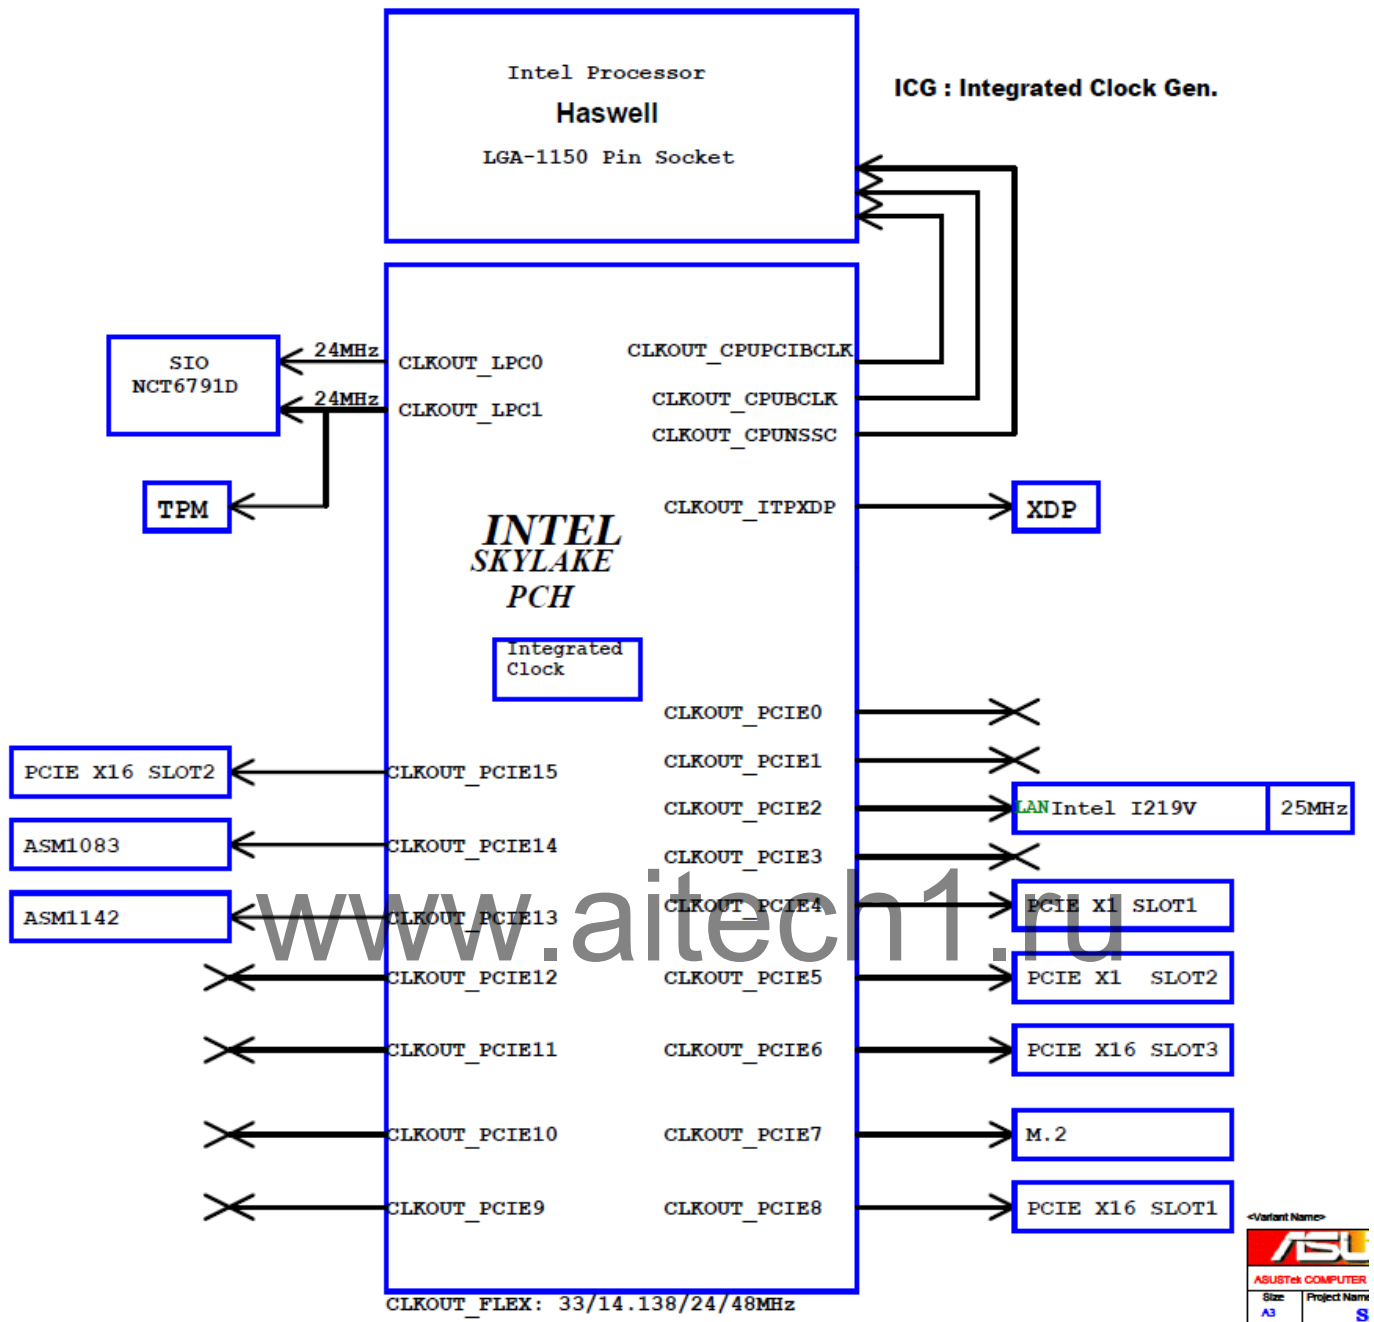 Intel Processor
Haswell
LGA-1150 Pin Socket
ICG : Integrated Clock Gen.
SIO
NCT6791D
24MHz
CLKOUT_LPC0
24MHz
CLKOUT_LPC1
CLKOUT_CPUPCIBCLK
CLKOUT_CPUBCLK
CLKOUT_CPUNSSC
TPM
CLKOUT_ITPXDP
XDP
INTEL
SKYLAKE
PCH
Integrated
Clock
CLKOUT_PCIE0
CLKOUT_PCIE1
PCIE X16 SLOT2
CLKOUT_PCIE15
CLKOUT_PCIE2
LAN Intel I219V
25MHz
ASM1083
CLKOUT_PCIE14
CLKOUT_PCIE3
ASM1142
CLKOUT_PCIE13
CLKOUT_PCIE4
PCIE X1 SLOT1
www.aitech1.ru
CLKOUT_PCIE12
CLKOUT_PCIE5
PCIE X1 SLOT2
CLKOUT_PCIE11
CLKOUT_PCIE6
PCIE X16 SLOT3
CLKOUT_PCIE10
CLKOUT_PCIE7
M.2
CLKOUT_PCIE9
CLKOUT_PCIE8
PCIE X16 SLOT1
CLKOUT_FLEX: 33/14.138/24/48MHz
<Variant Name>
ASUSTek COMPUTER
Size
Project Name
A3